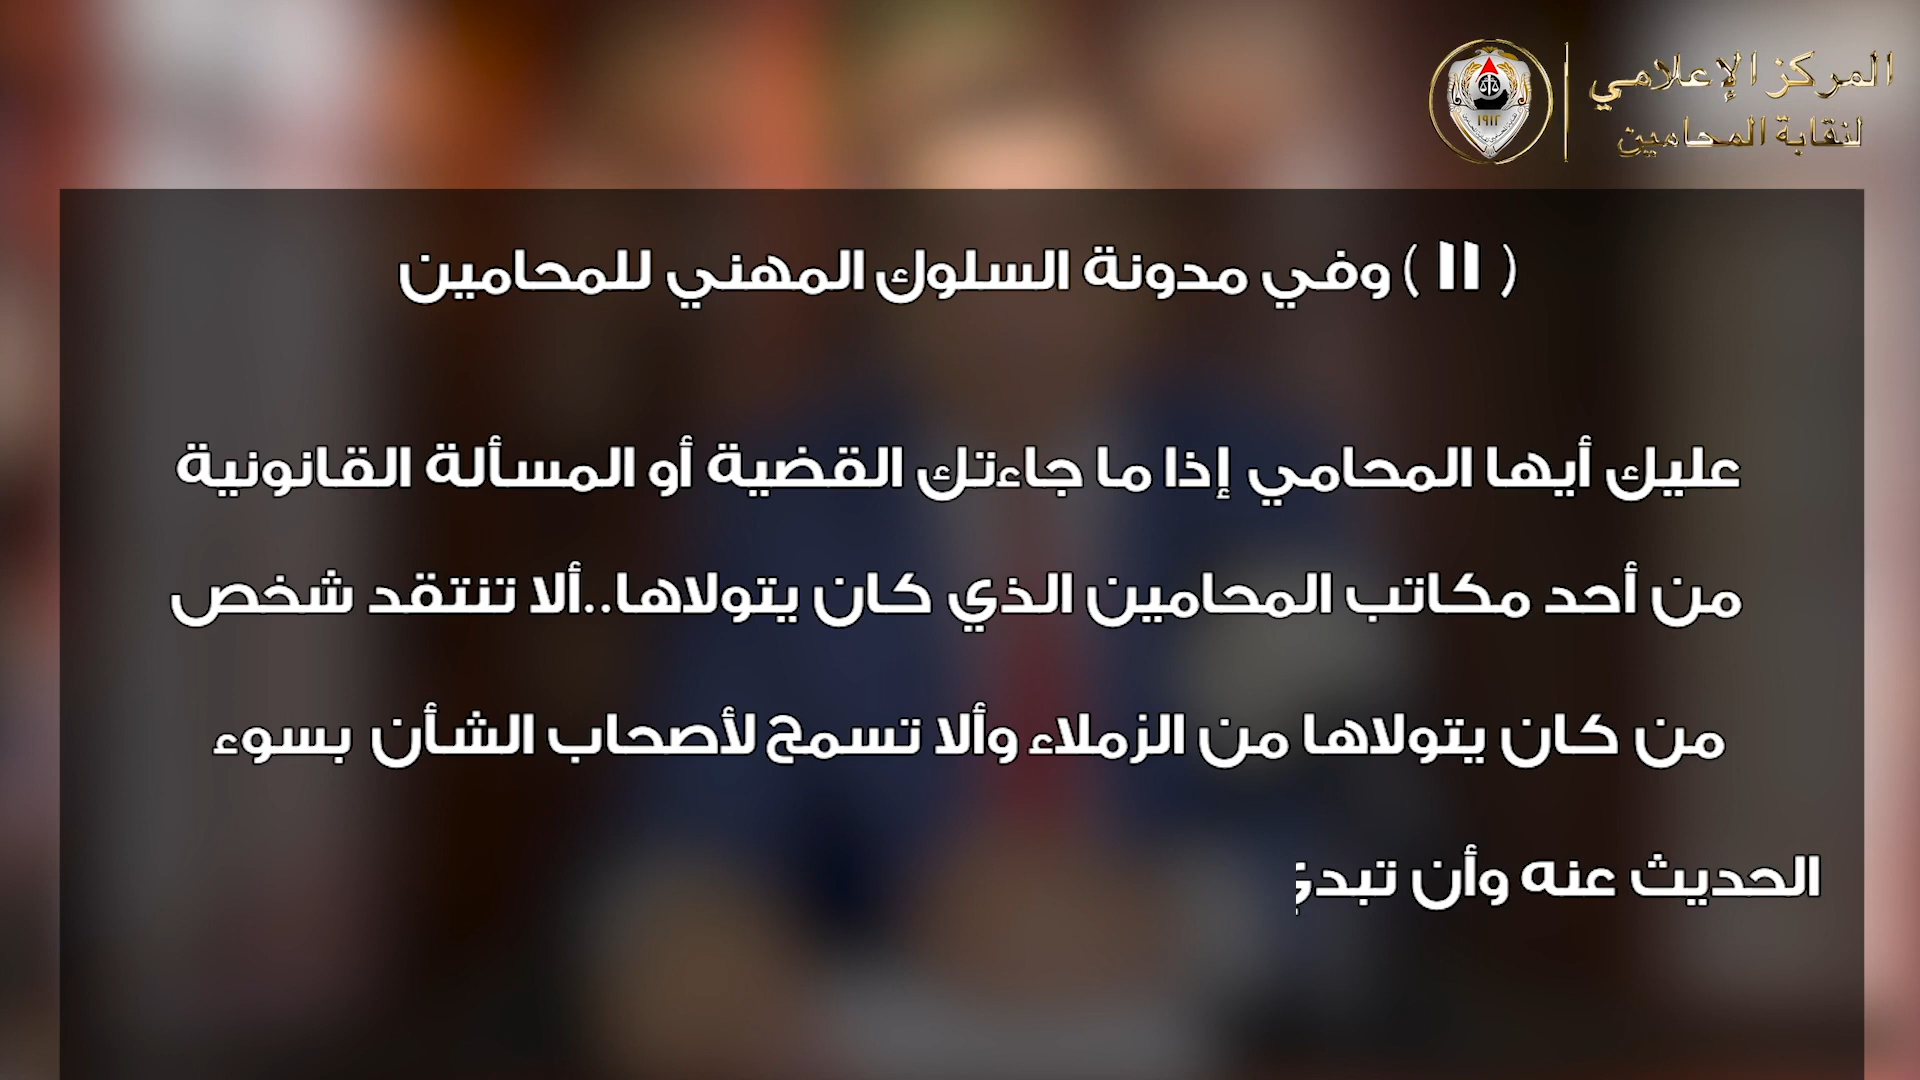 المركز الإعلامي
لنقابة المحامين
١٩١٢
( 11 ) وفي مدونة السلوك المهني للمحامين
عليك أيها المحامي إذا ما جاءتك القضية أو المسألة القانونية
من أحد مكاتب المحامين الذي كان يتولاها..ألا تنتقد شخص
من كان يتولاها من الزملاء وألا تسمح لأصحاب الشأن بسوء
الحديث عنه وأن تبدي